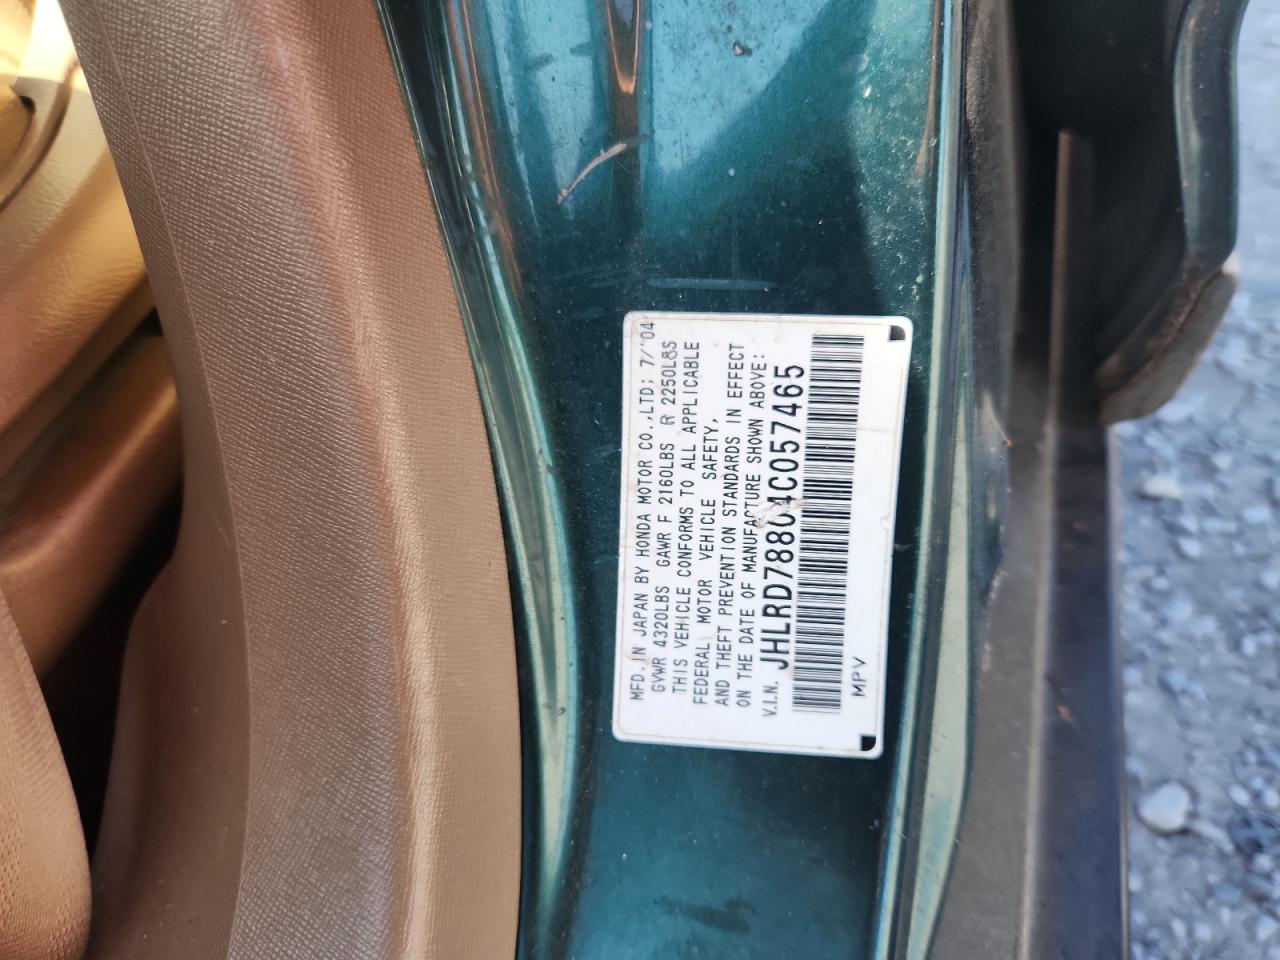 MFD. IN JAPAN BY HONDA MOTOR CO.,LTD; 7/'04
GVWR 4320LBS GAWR F 2160LBS R 2250LBS
THIS VEHICLE CONFORMS TO ALL APPLICABLE
FEDERAL MOTOR VEHICLE SAFETY,
AND THEFT PREVENTION STANDARDS IN EFFECT
ON THE DATE OF MANUFACTURE SHOWN ABOVE:
V.I.N. JHLRD78804C057465
MPV